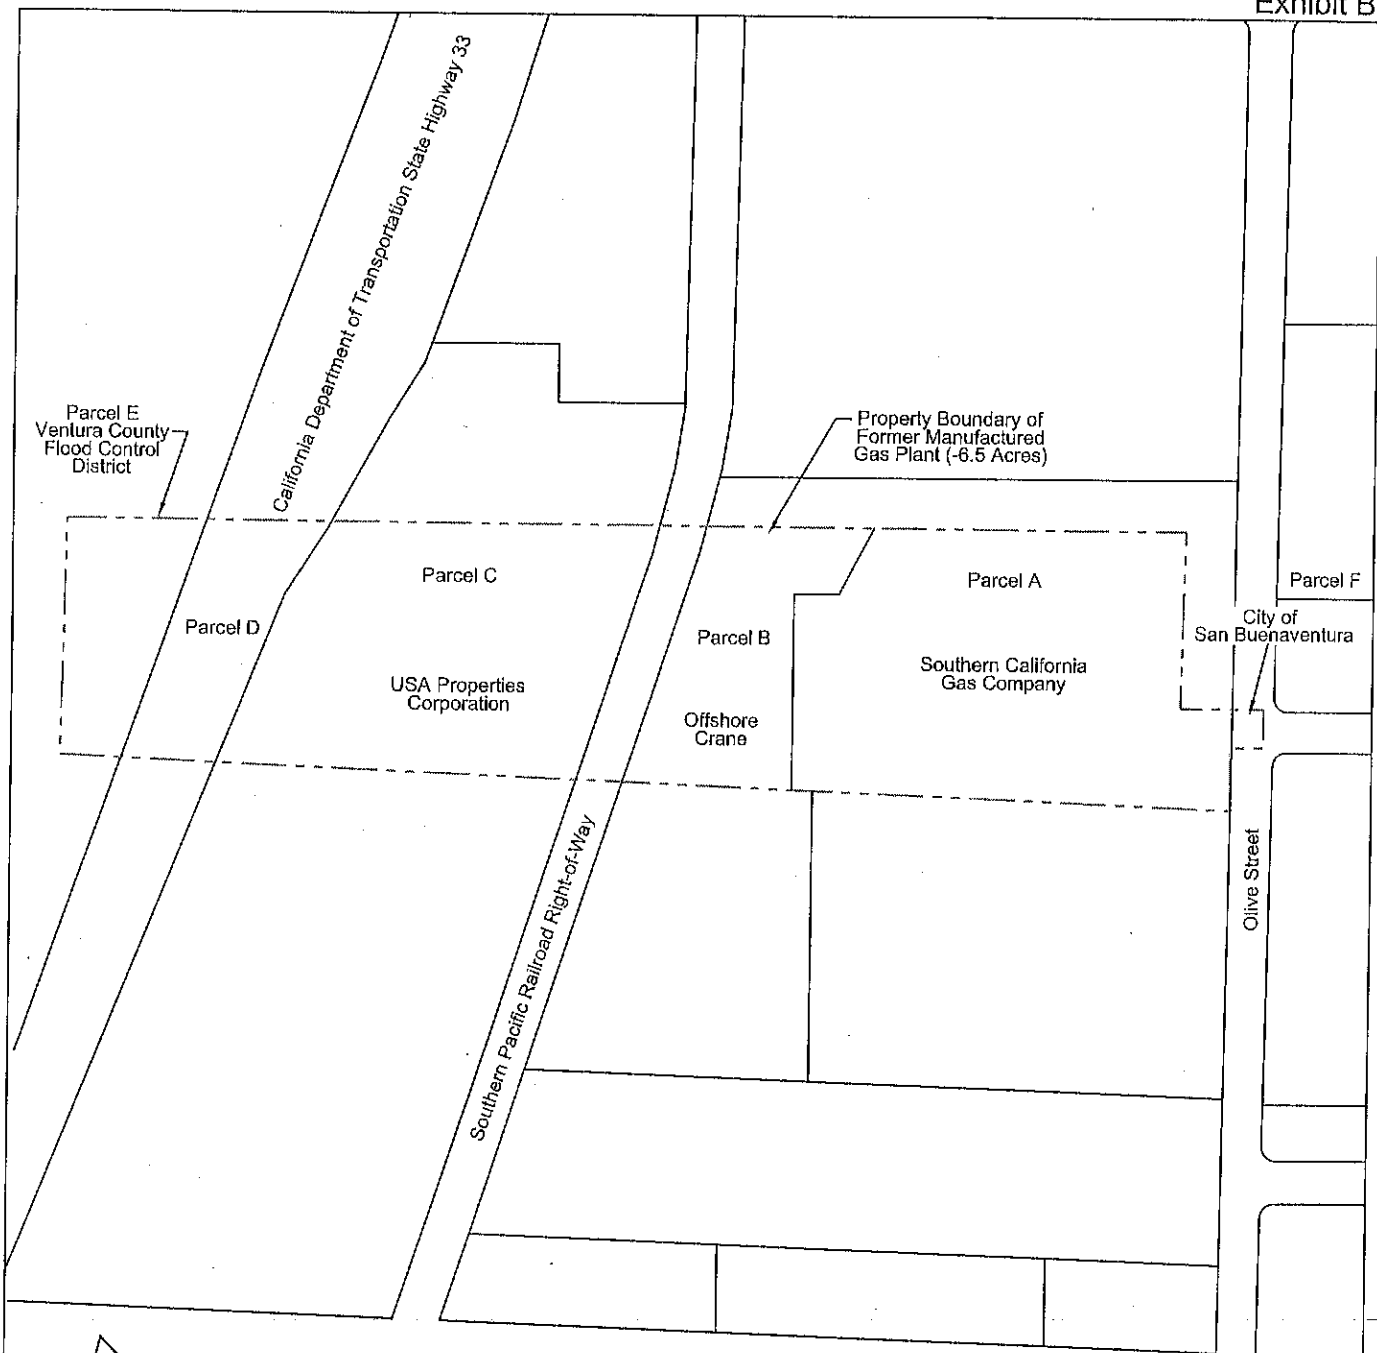 Exhibit B
California Department of Transportation State Highway 33
Parcel E
Ventura County
Flood Control
District
Property Boundary of
Former Manufactured
Gas Plant (-6.5 Acres)
Parcel C
Parcel A
Parcel F
Parcel D
Parcel B
City of
San Buenaventura
USA Properties
Corporation
Southern California
Gas Company
Offshore
Crane
Southern Pacific Railroad Right-of-Way
Olive Street